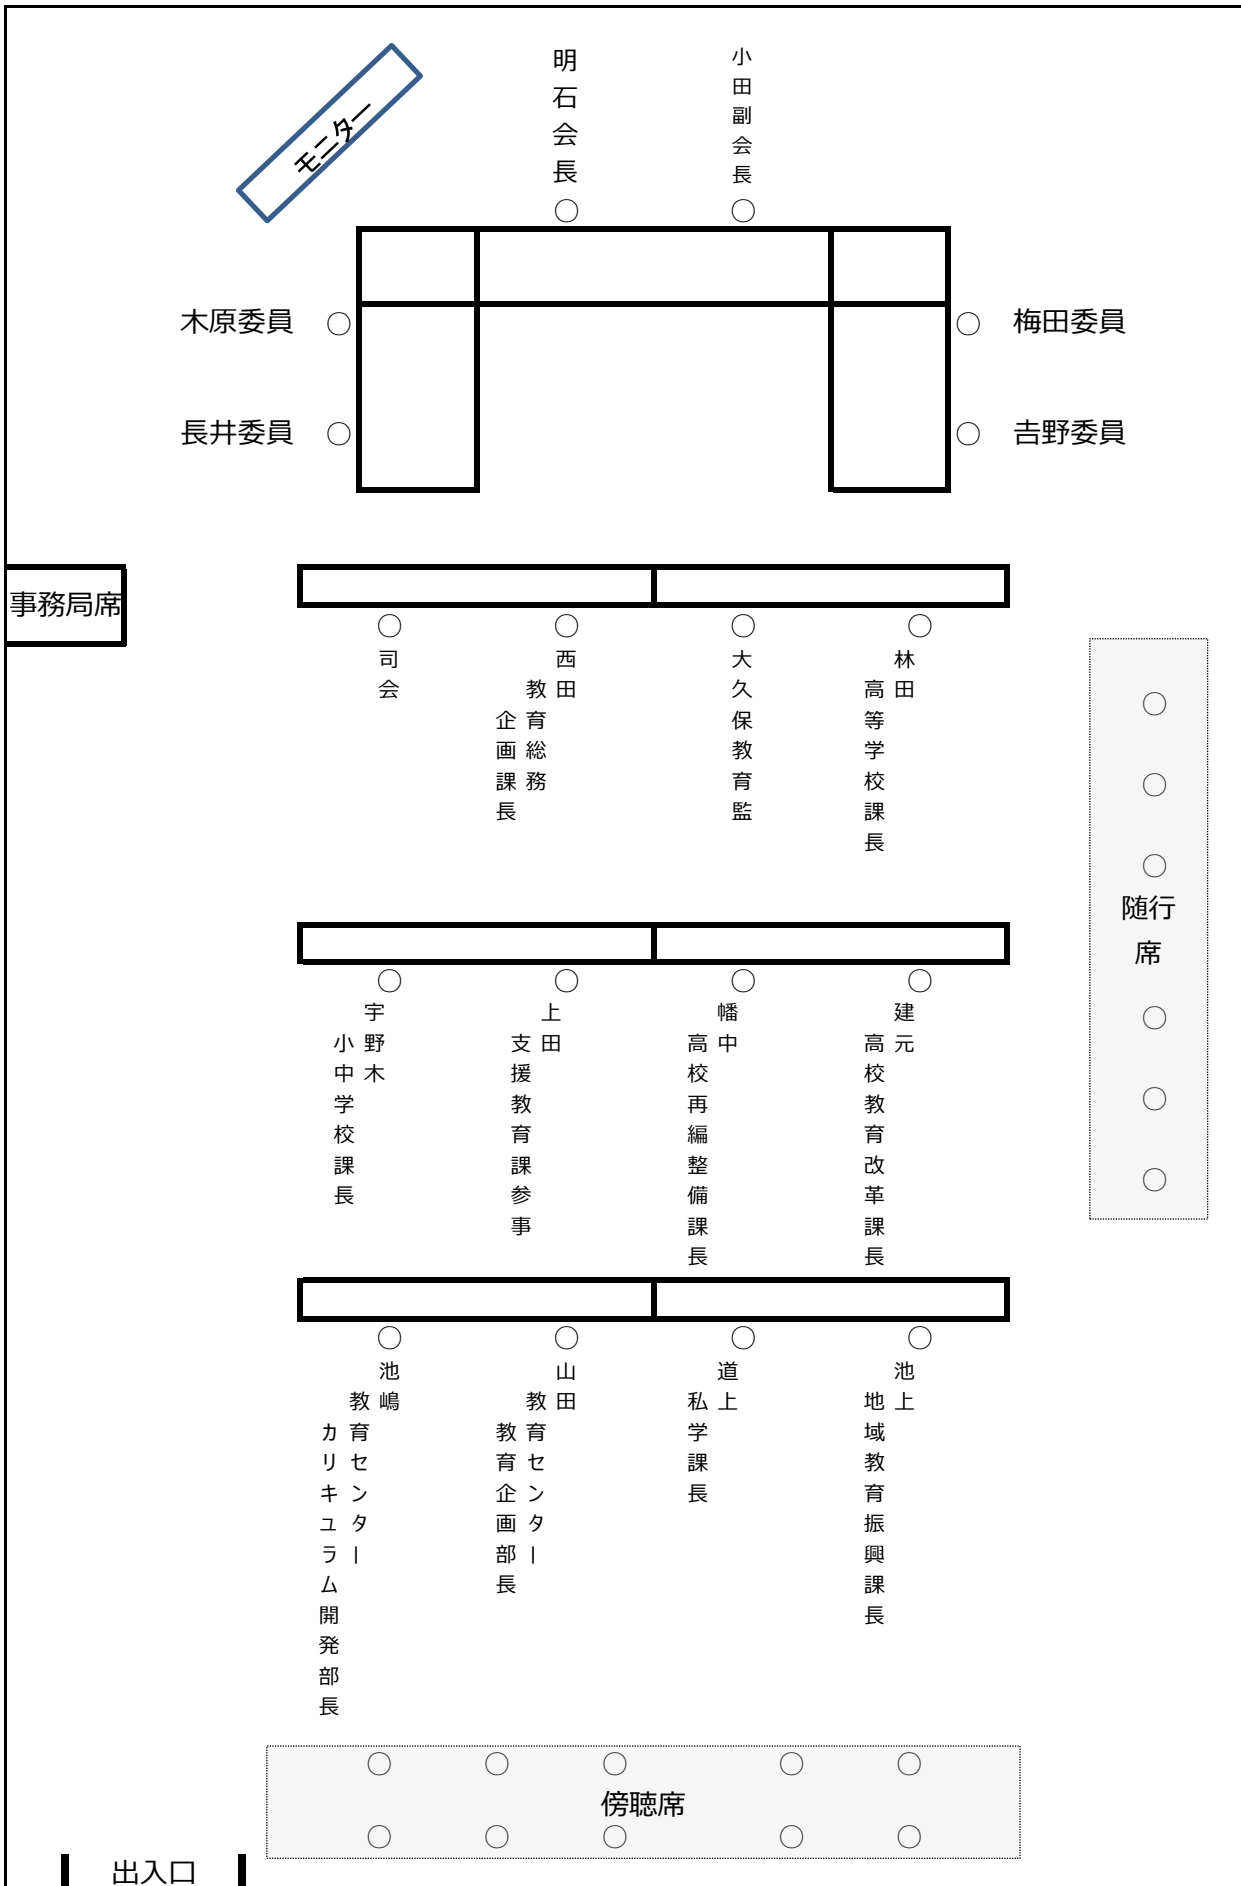 モニター
明石会長
小田副会長
木原委員
梅田委員
長井委員
𠮷野委員
事務局席
司会
西田
教育総務
企画課長
大久保教育監
林田
高等学校課長
随行
席
宇野木
小中学校課長
上田
支援教育課参事
幡中
高校再編整備課長
建元
高校教育改革課長
池嶋
教育センター
カリキュラム開発部長
山田
教育センター
教育企画部長
道上
私学課長
池上
地域教育振興課長
傍聴席
出入口